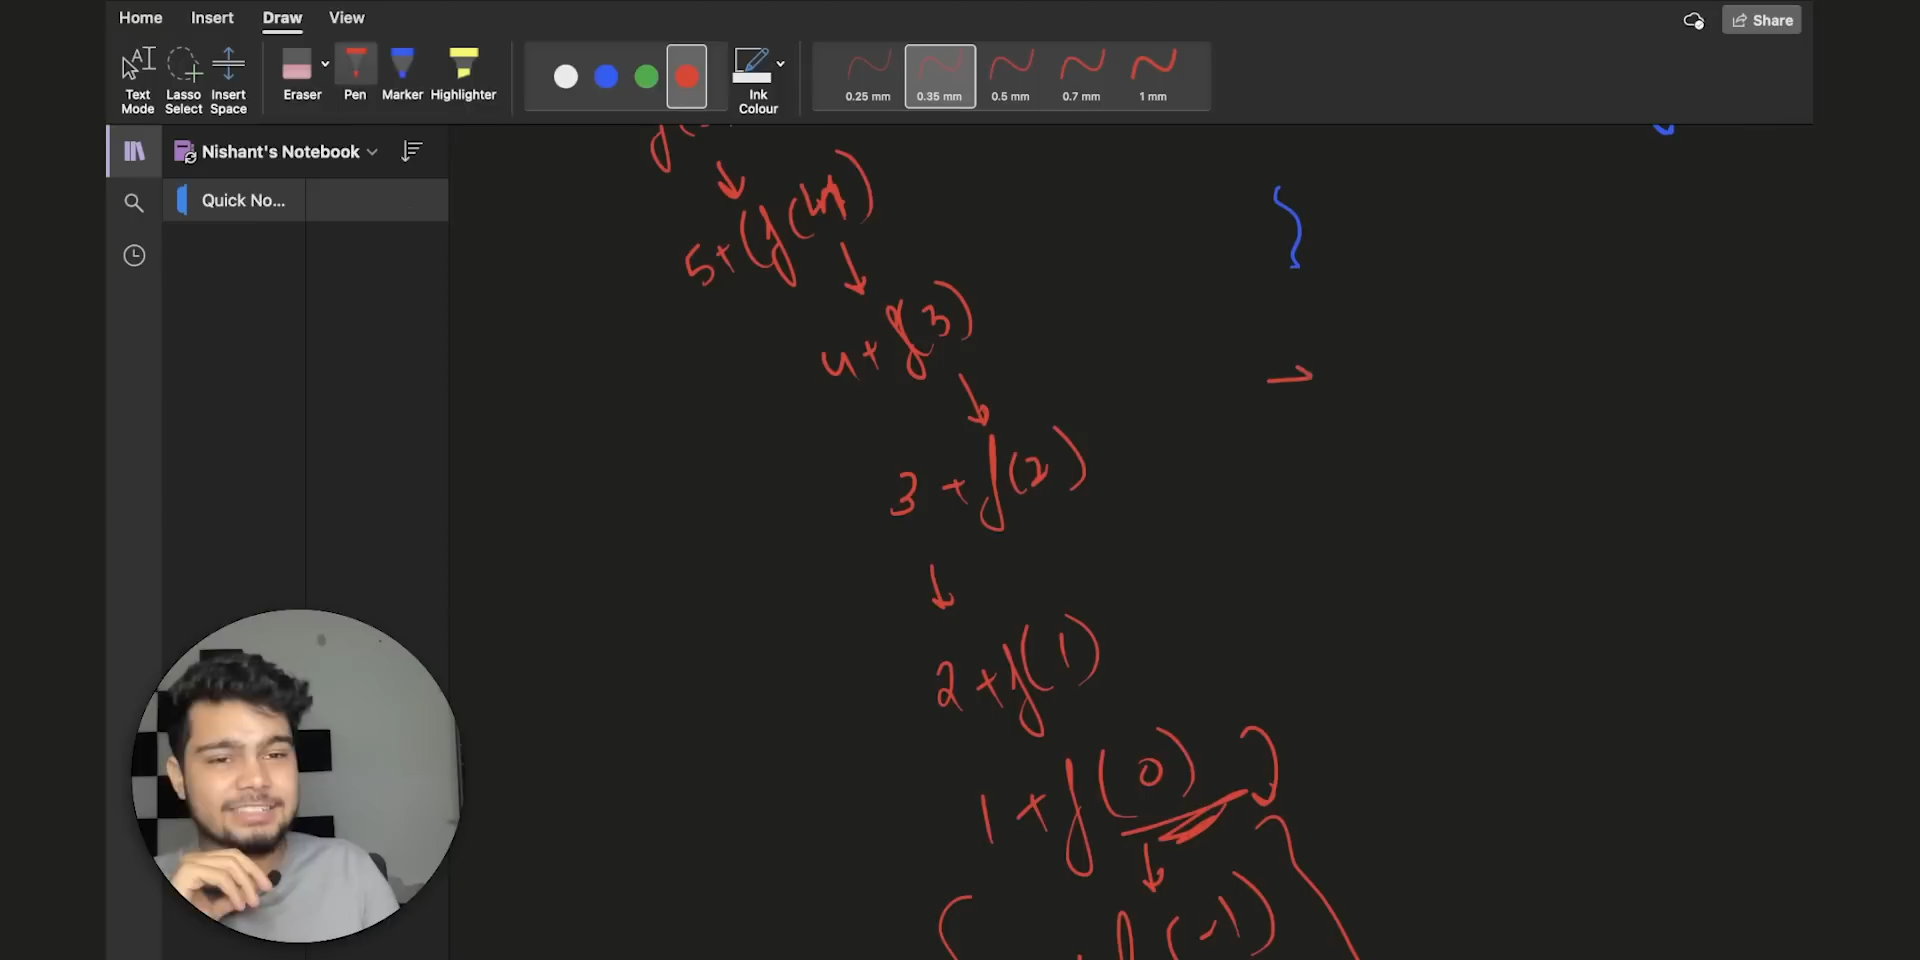 Home Insert Draw View
Share
Text Mode
Lasso Select
Insert Space
Eraser
Pen
Marker
Highlighter
Ink Colour
0.25 mm
0.35 mm
0.5 mm
0.7 mm
1 mm
Nishant's Notebook
Quick No...
5+(f(4))
4+f(3)
3 + f(2)
2 + f(1)
1 + f(0)
f(-1)